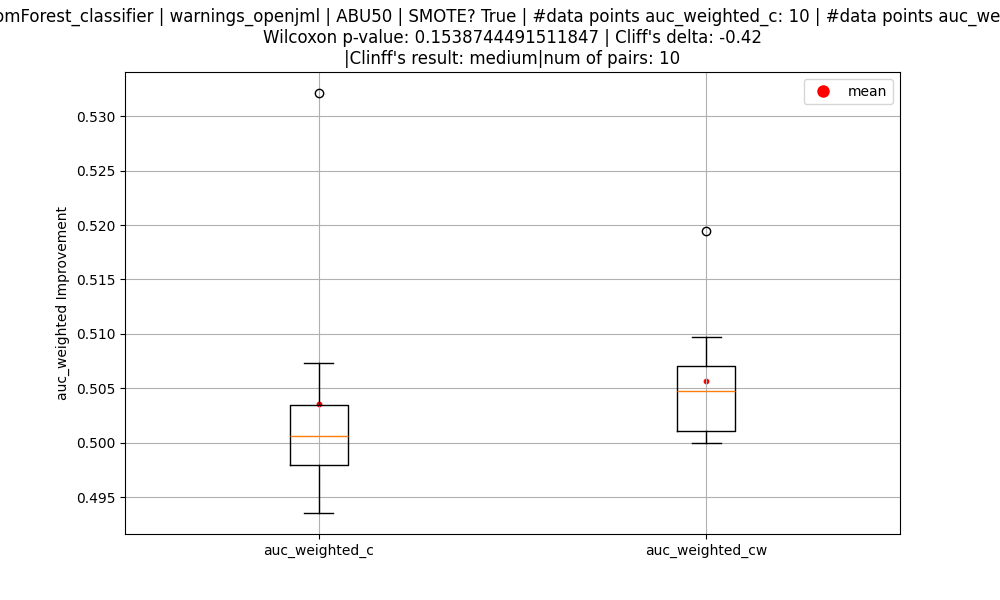 omForest_classifier | warnings_openjml | ABU50 | SMOTE? True | #data points auc_weighted_c: 10 | #data points auc_we
Wilcoxon p-value: 0.1538744491511847 | Cliff's delta: -0.42
|Clinff's result: medium|num of pairs: 10
mean
0.530
0.525
0.520
0.515
0.510
0.505
0.500
0.495
auc_weighted Improvement
auc_weighted_c
auc_weighted_cw